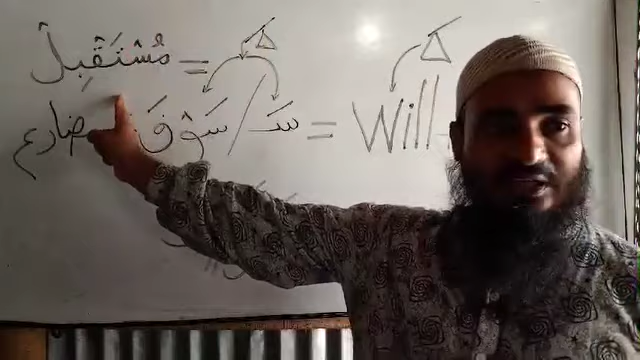 مُسْتَقْبِلٌ =
سَـ / سَوْفَ + مضارع = Will